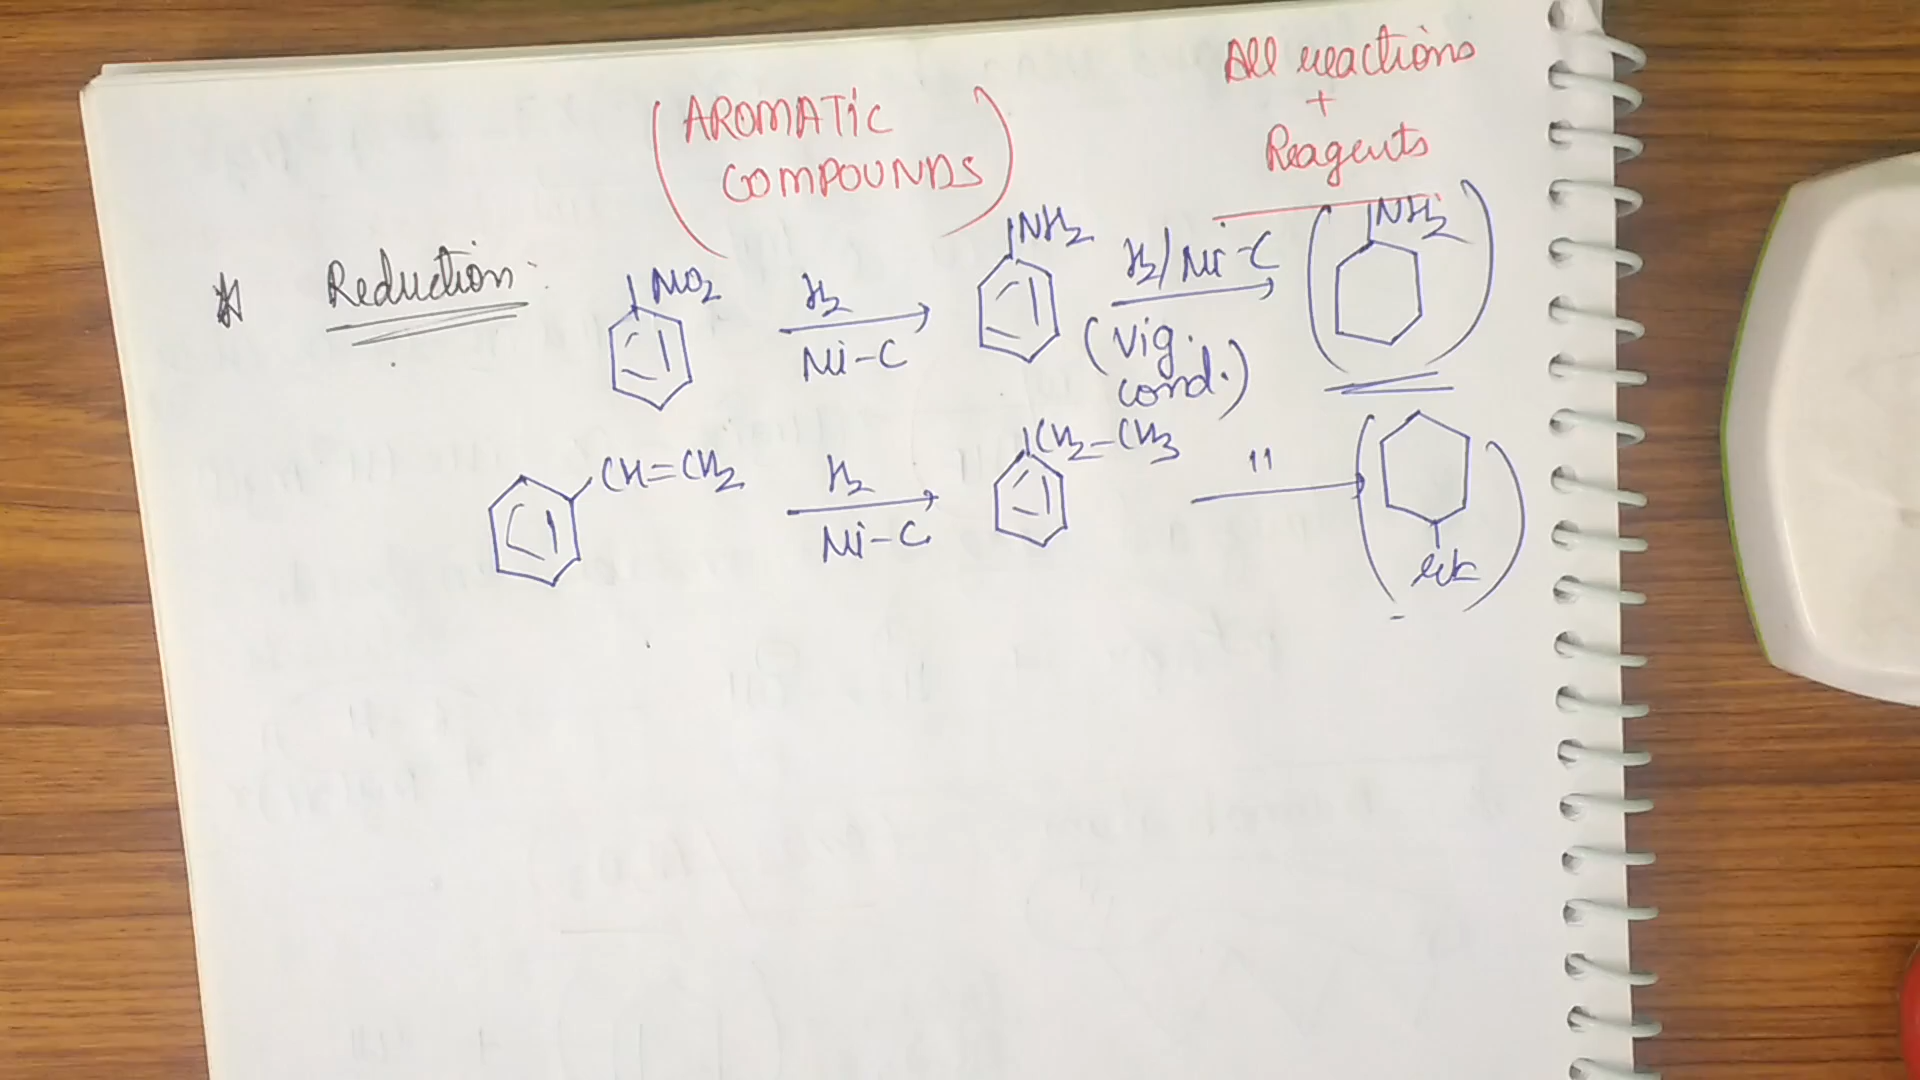 (AROMATIC
COMPOUNDS)
All reactions
+
Reagents
* Reduction:
NO2
H2
Ni-C
NH2
H2/Ni-C
(Vig.
cond.)
NH2
CH=CH2
H2
Ni-C
CH2-CH3
"